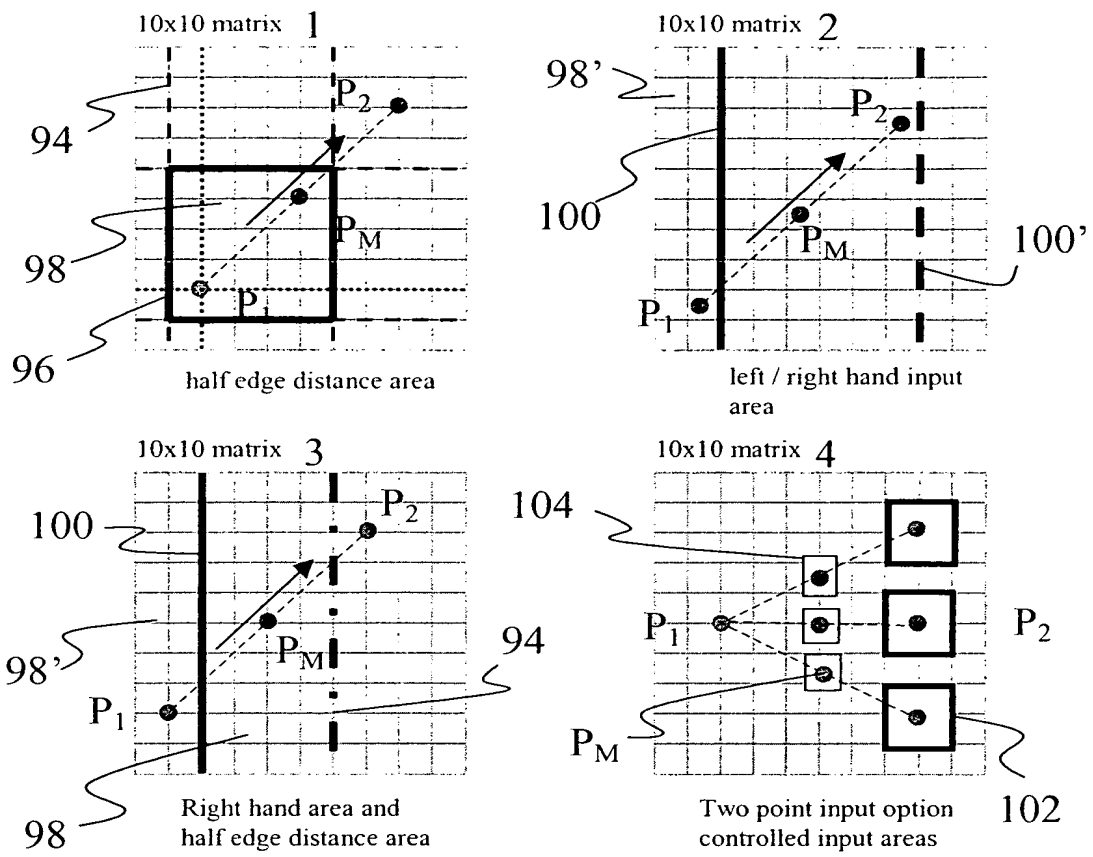 10x10 matrix 1
P2
94
98
PM
P1
96
half edge distance area
10x10 matrix 2
98’
P2
100
PM
100’
P1
left / right hand input
area
10x10 matrix 3
P2
100
98’
PM
94
P1
98
Right hand area and
half edge distance area
10x10 matrix 4
104
P1
P2
PM
102
Two point input option
controlled input areas